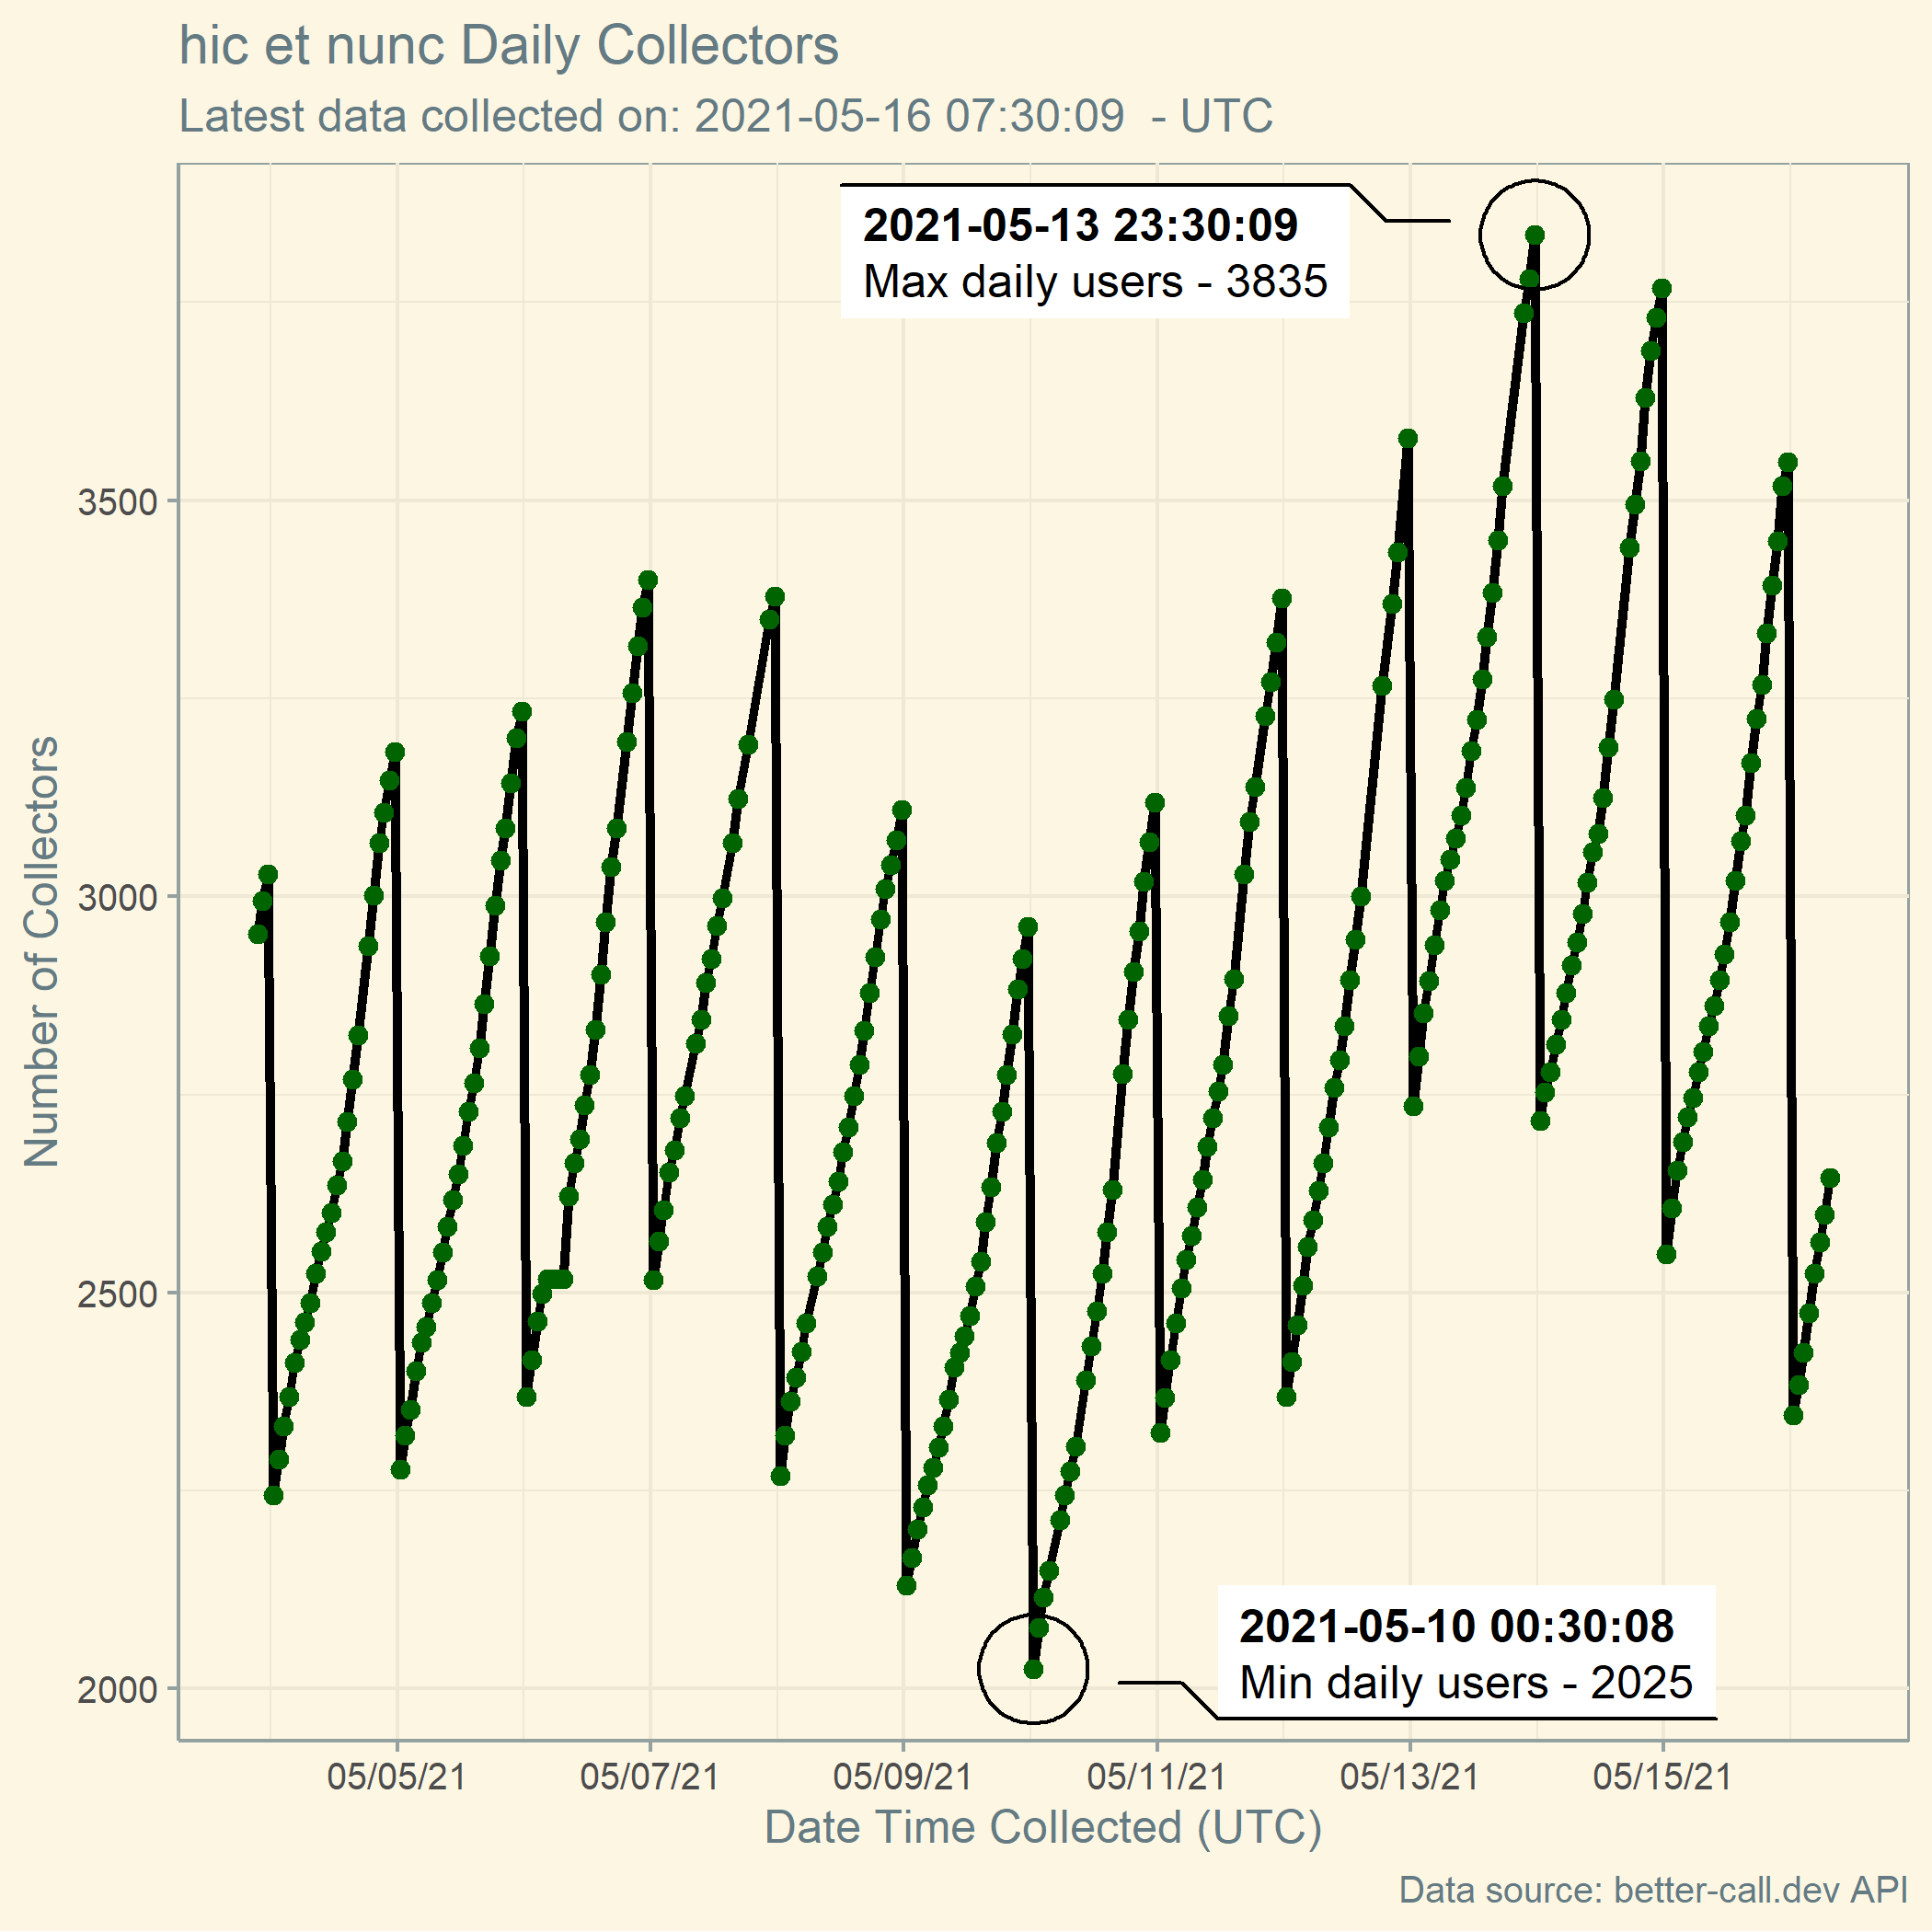 hic et nunc Daily Collectors
Latest data collected on: 2021-05-16 07:30:09  - UTC
2021-05-13 23:30:09
Max daily users - 3835
3500
3000
2500
2000
Number of Collectors
2021-05-10 00:30:08
Min daily users - 2025
05/05/21
05/07/21
05/09/21
05/11/21
05/13/21
05/15/21
Date Time Collected (UTC)
Data source: better-call.dev API